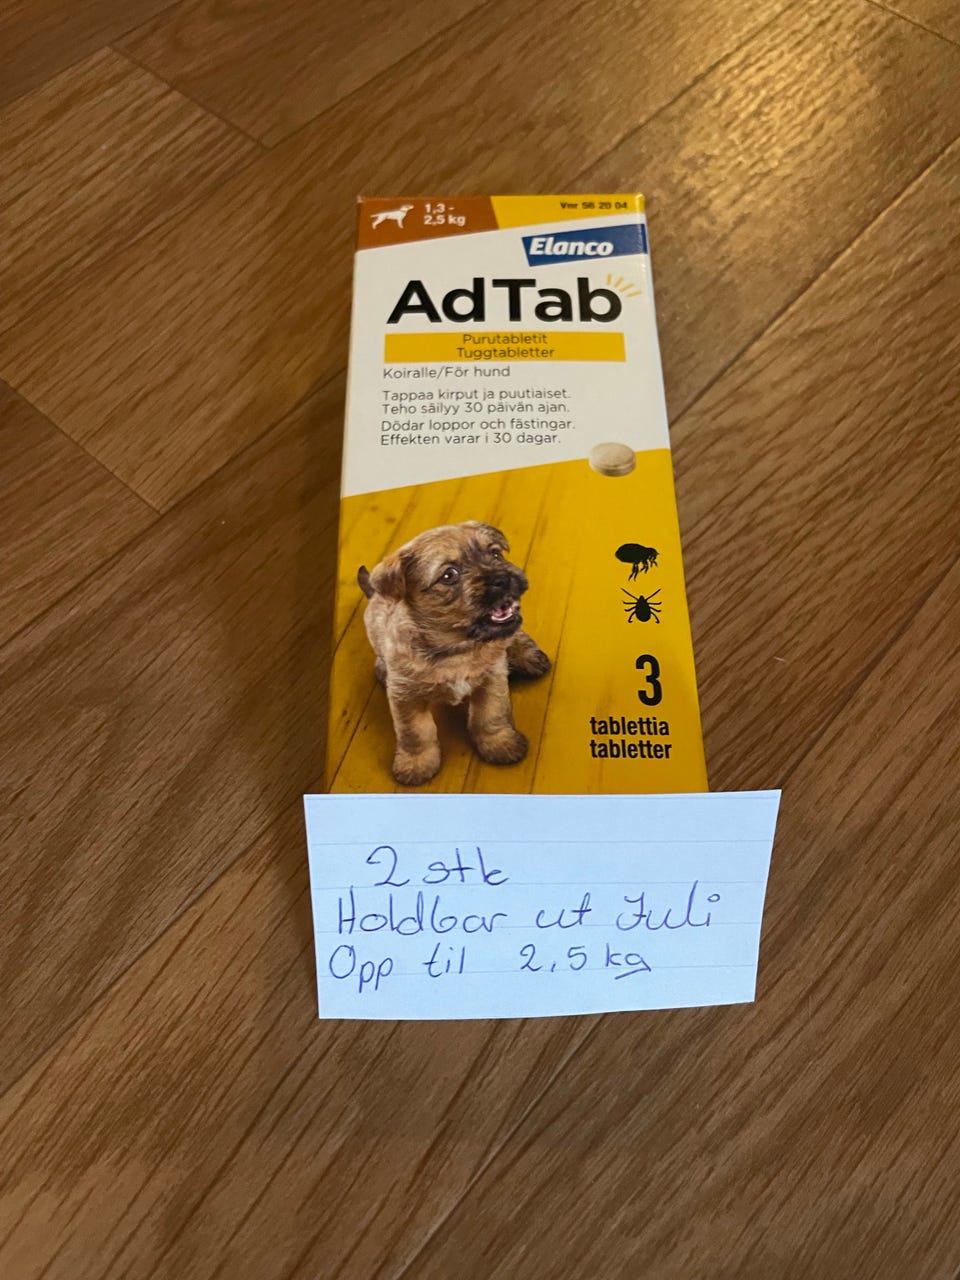 1,3 -
2,5 kg
Vnr 56 20 04
Elanco
AdTab
Purutabletit
Tuggtabletter
Koiralle/För hund
Tappaa kirput ja puutiaiset.
Teho säilyy 30 päivän ajan.
Dödar loppor och fästingar.
Effekten varar i 30 dagar.
3
tablettia
tabletter
2 stk
Holdbar ut Juli
Opp til 2,5 kg